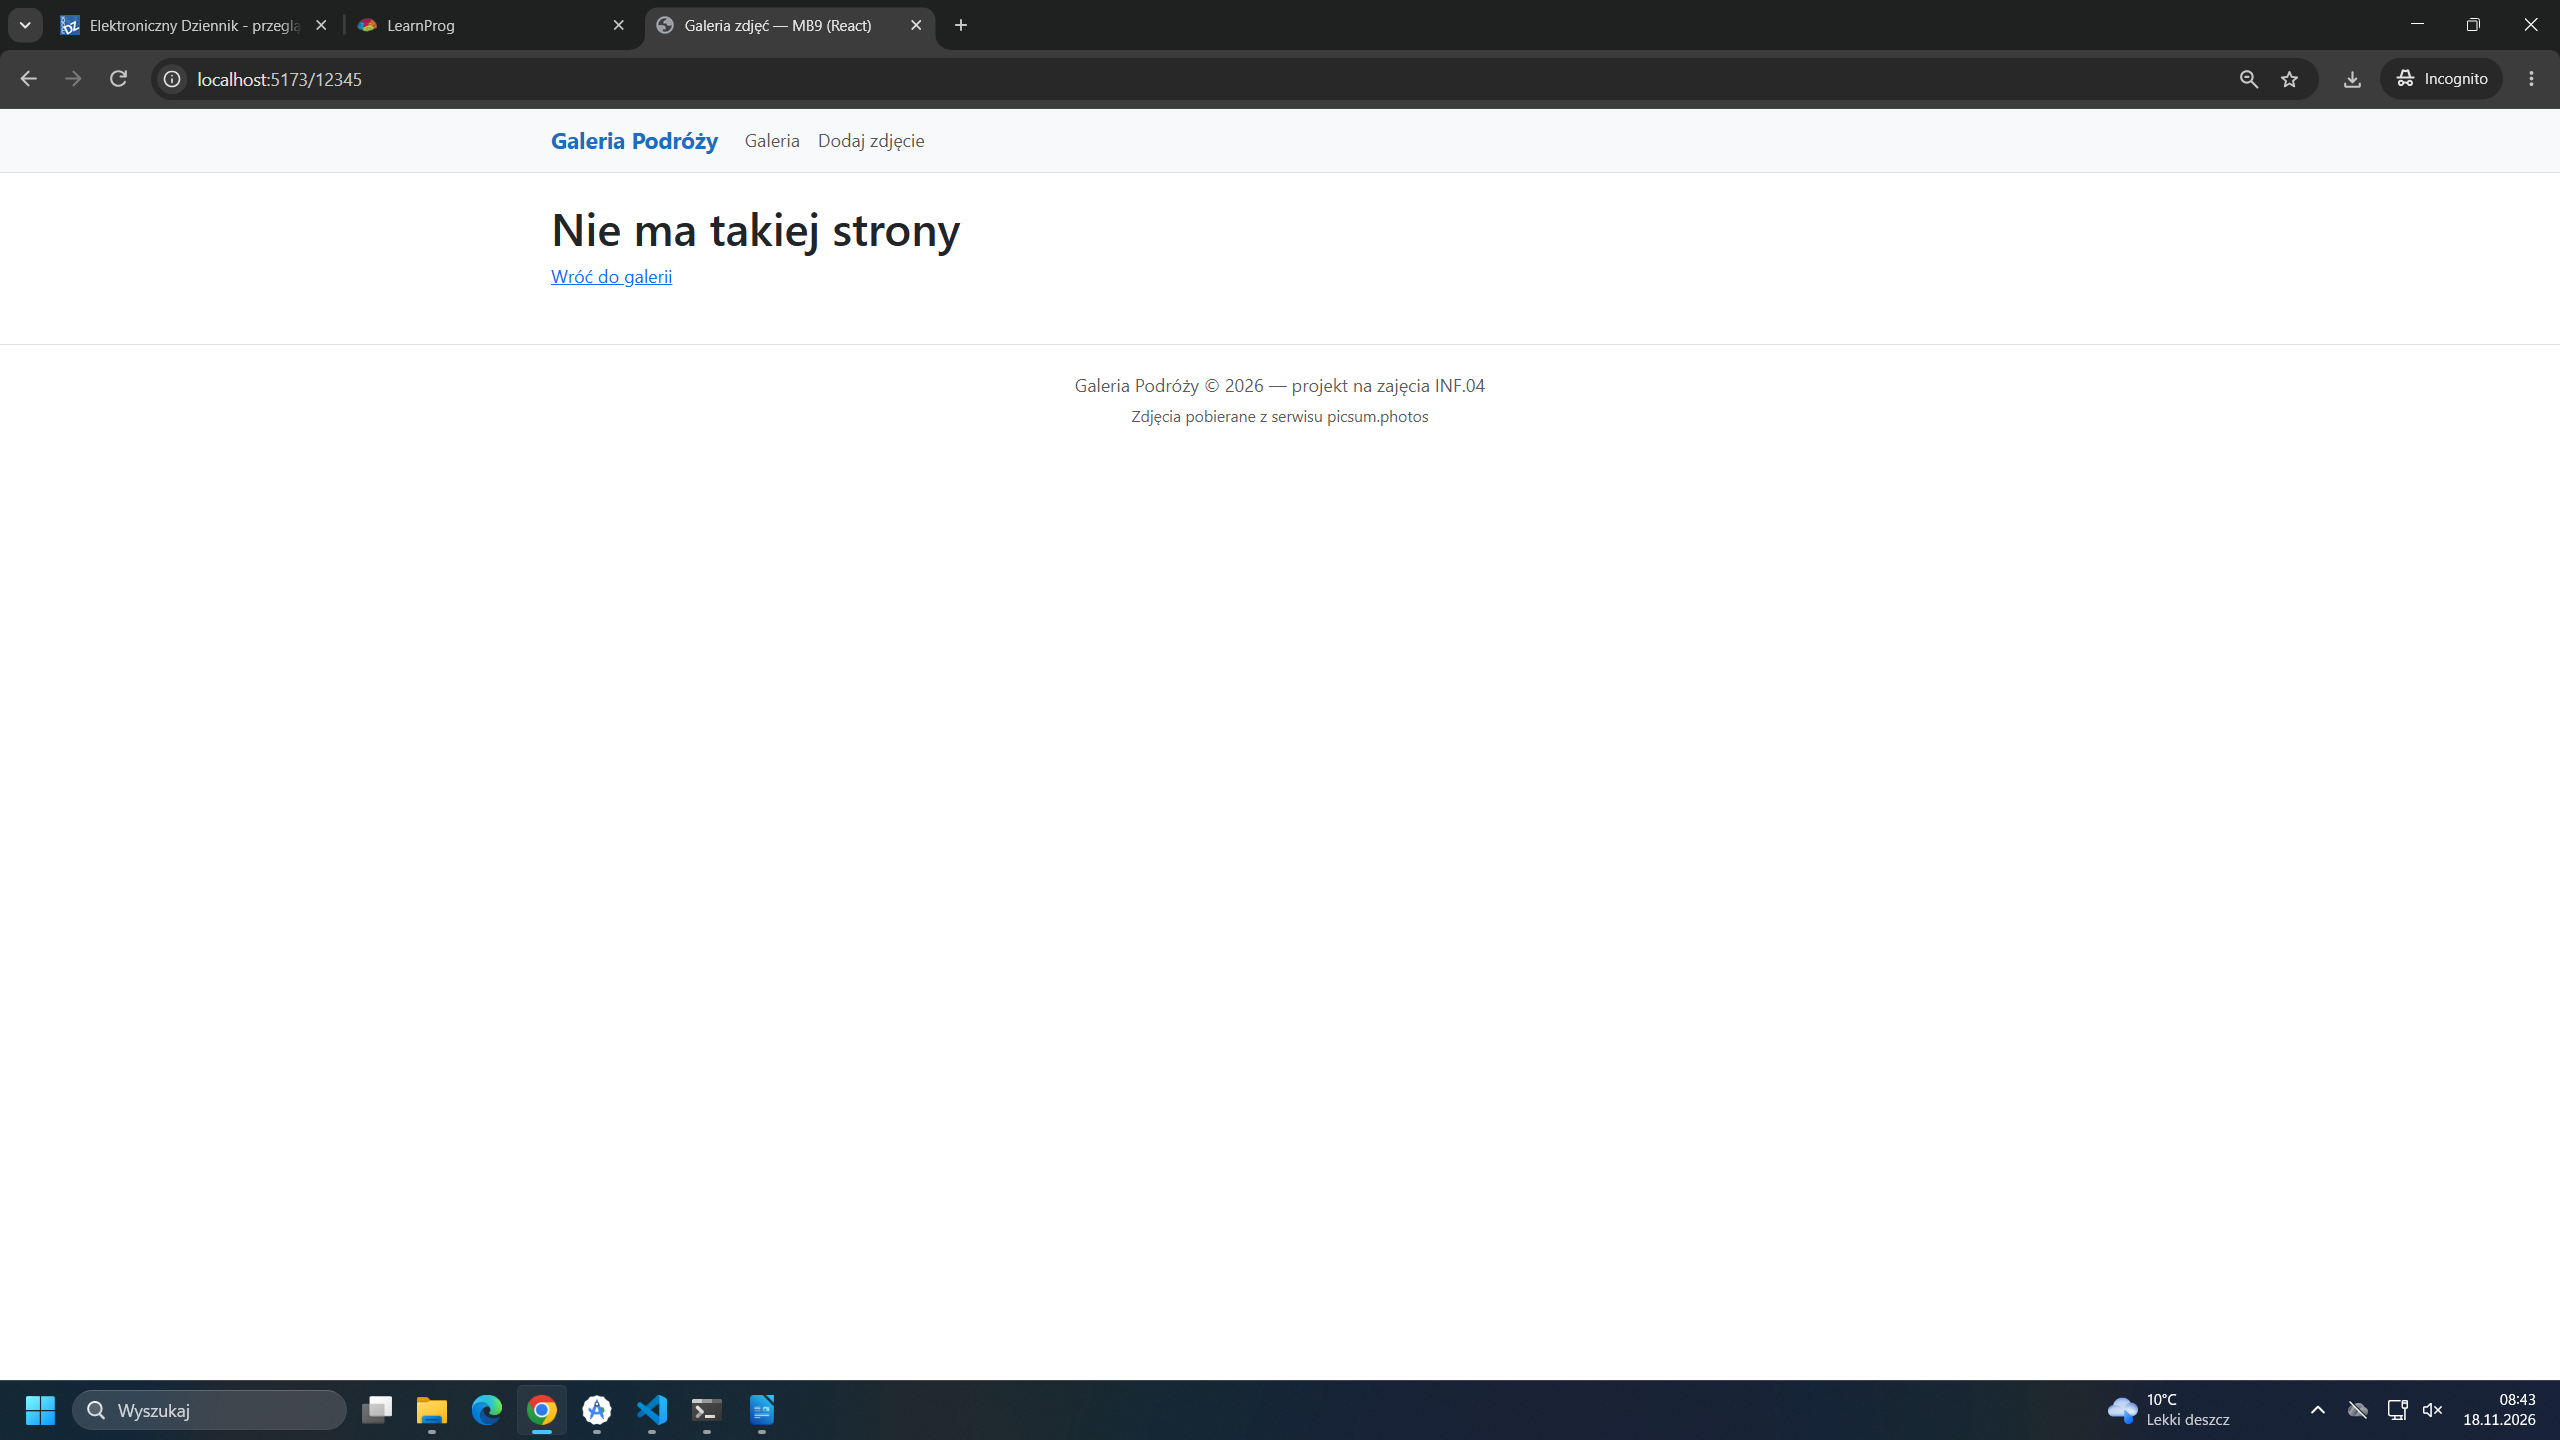 Elektroniczny Dziennik - przeglą
LearnProg
Galeria zdjęć — MB9 (React)
localhost:5173/12345
Incognito
Galeria Podróży
Galeria
Dodaj zdjęcie
Nie ma takiej strony
Wróć do galerii
Galeria Podróży © 2026 — projekt na zajęcia INF.04
Zdjęcia pobierane z serwisu picsum.photos
Wyszukaj
10°C
Lekki deszcz
08:43
18.11.2026